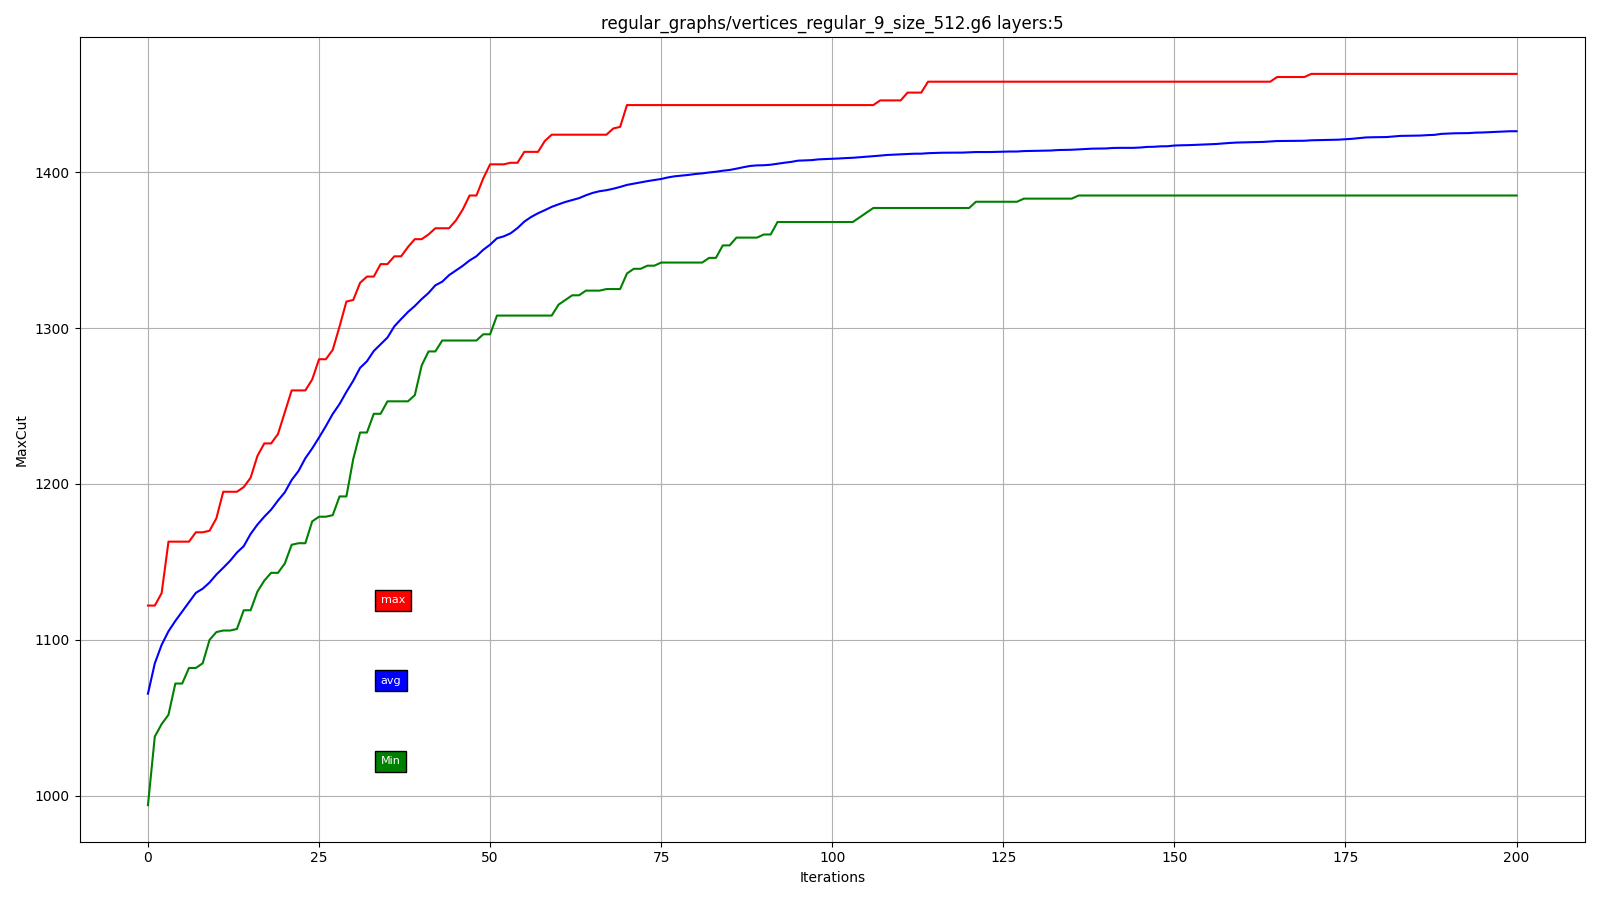 regular_graphs/vertices_regular_9_size_512.g6 layers:5
MaxCut
1400
1300
1200
1100
1000
max
avg
Min
0 25 50 75 100 125 150 175 200
Iterations